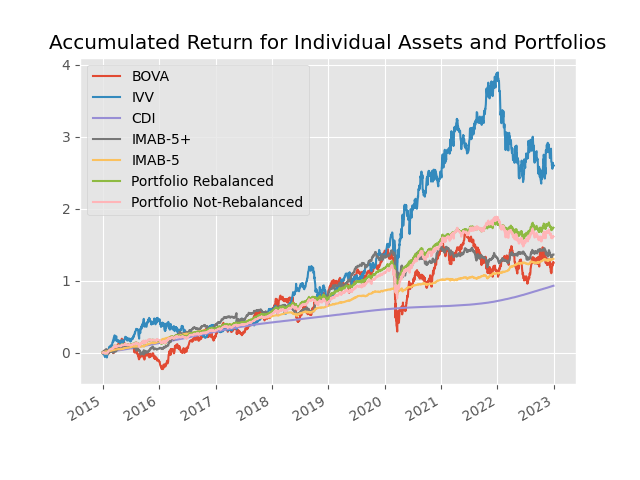 Accumulated Return for Individual Assets and Portfolios
4
BOVA
IVV
CDI
IMAB-5+
IMAB-5
Portfolio Rebalanced
Portfolio Not-Rebalanced
3
2
1
0
2015 2016 2017 2018 2019 2020 2021 2022 2023